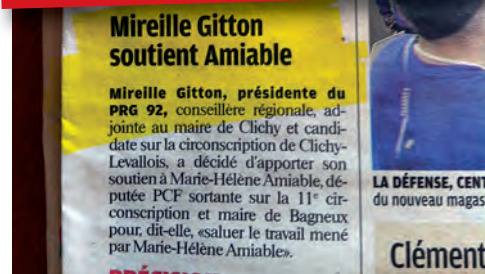 Mireille Gitton
soutient Amiable
Mireille Gitton, présidente du
PRG 92, conseillère régionale, ad-
jointe au maire de Clichy et candi-
date sur la circonscription de Clichy-
Levallois, a décidé d'apporter son
soutien à Marie-Hélène Amiable, dé-
putée PCF sortante sur la 11e cir-
conscription et maire de Bagneux
pour, dit-elle, «saluer le travail mené
par Marie-Hélène Amiable».
LA DÉFENSE, CENT
du nouveau magas
Clément